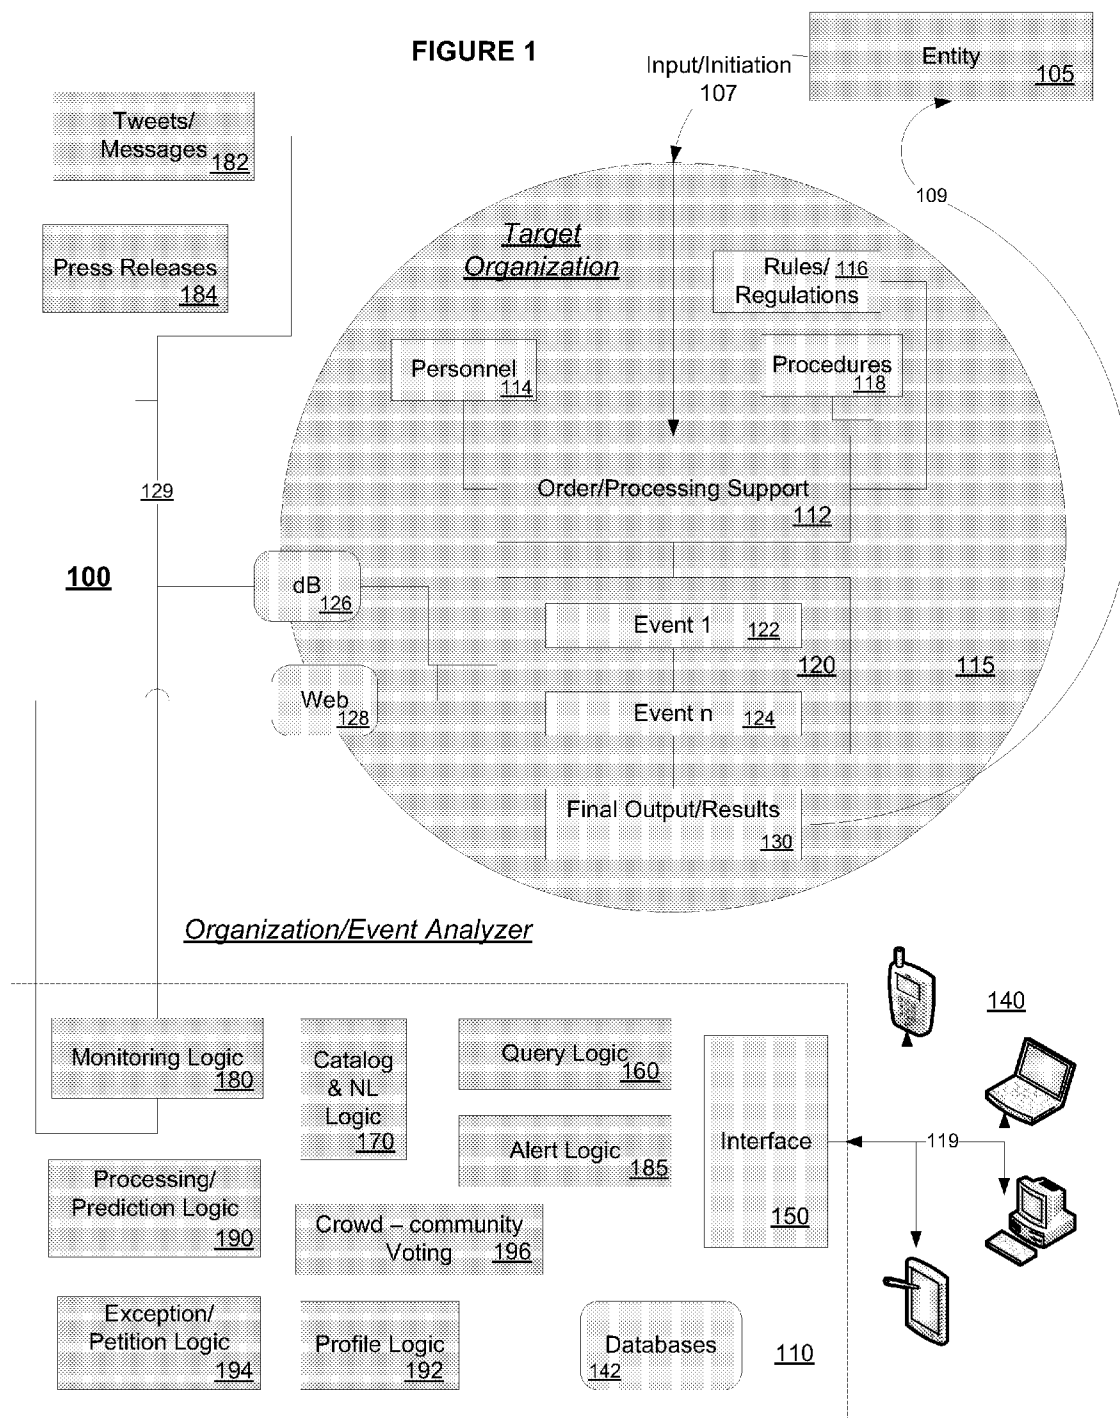 FIGURE 1
Input/Initiation
107
Entity
105
Tweets/
Messages
182
109
Press Releases
184
Target
Organization
Rules/ 116
Regulations
Personnel
114
Procedures
118
129
Order/Processing Support
112
100
dB
126
Event 1 122
120
115
Web
128
Event n 124
Final Output/Results
130
Organization/Event Analyzer
140
Monitoring Logic
180
Catalog
& NL
Logic
170
Query Logic
160
Alert Logic
185
Interface
150
119
Processing/
Prediction Logic
190
Crowd – community
Voting 196
Exception/
Petition Logic
194
Profile Logic
192
Databases
142
110